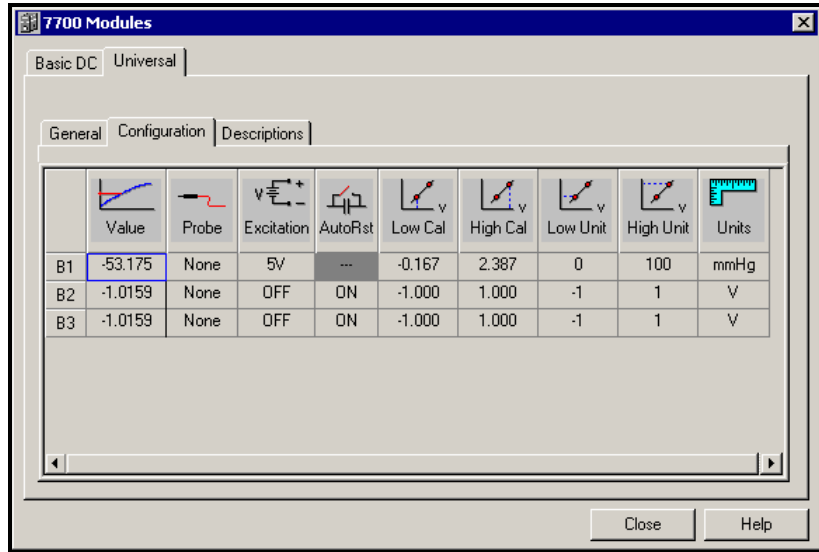 7700 Modules
Basic DC Universal
General Configuration Descriptions
V + -
V V V V
Value Probe Excitation AutoRst Low Cal High Cal Low Unit High Unit Units
B1 -53.175 None 5V --- -0.167 2.387 0 100 mmHg
B2 -1.0159 None OFF ON -1.000 1.000 -1 1 V
B3 -1.0159 None OFF ON -1.000 1.000 -1 1 V
Close Help